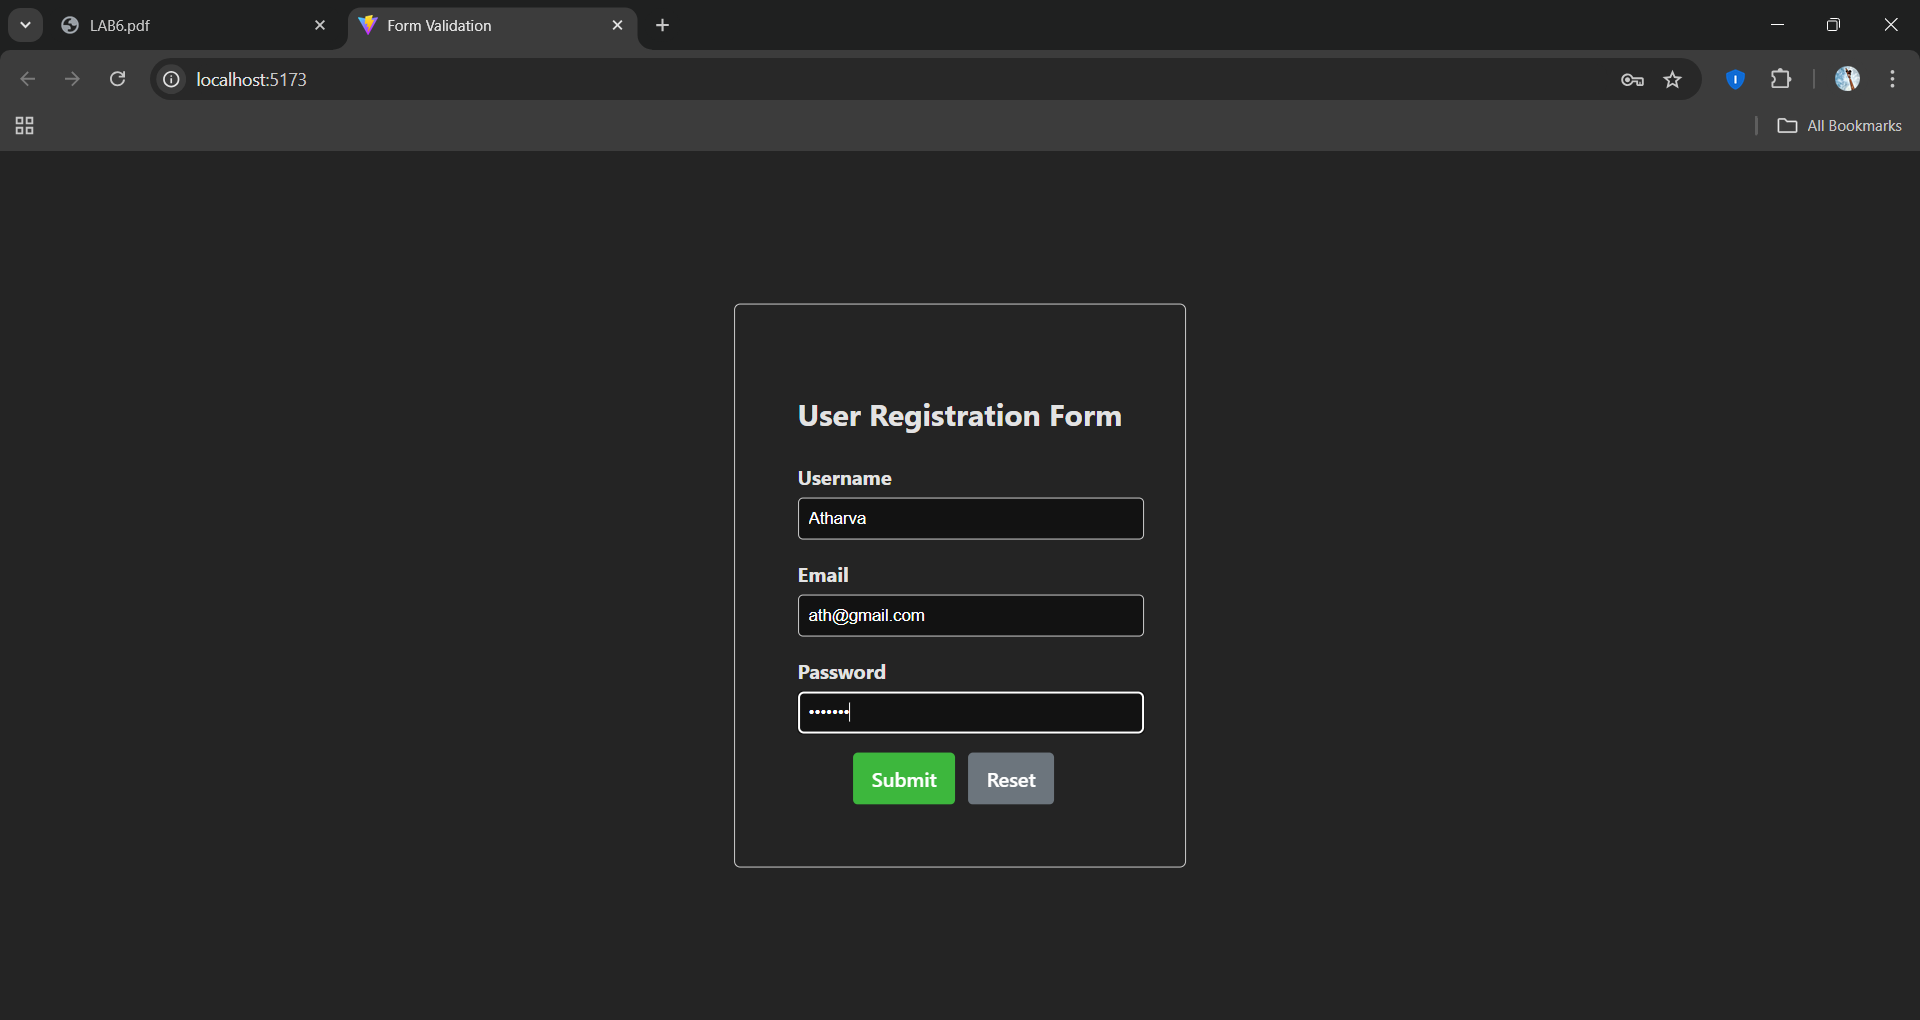 LAB6.pdf
Form Validation
localhost:5173
All Bookmarks
User Registration Form
Username
Atharva
Email
ath@gmail.com
Password
•••••••
Submit Reset